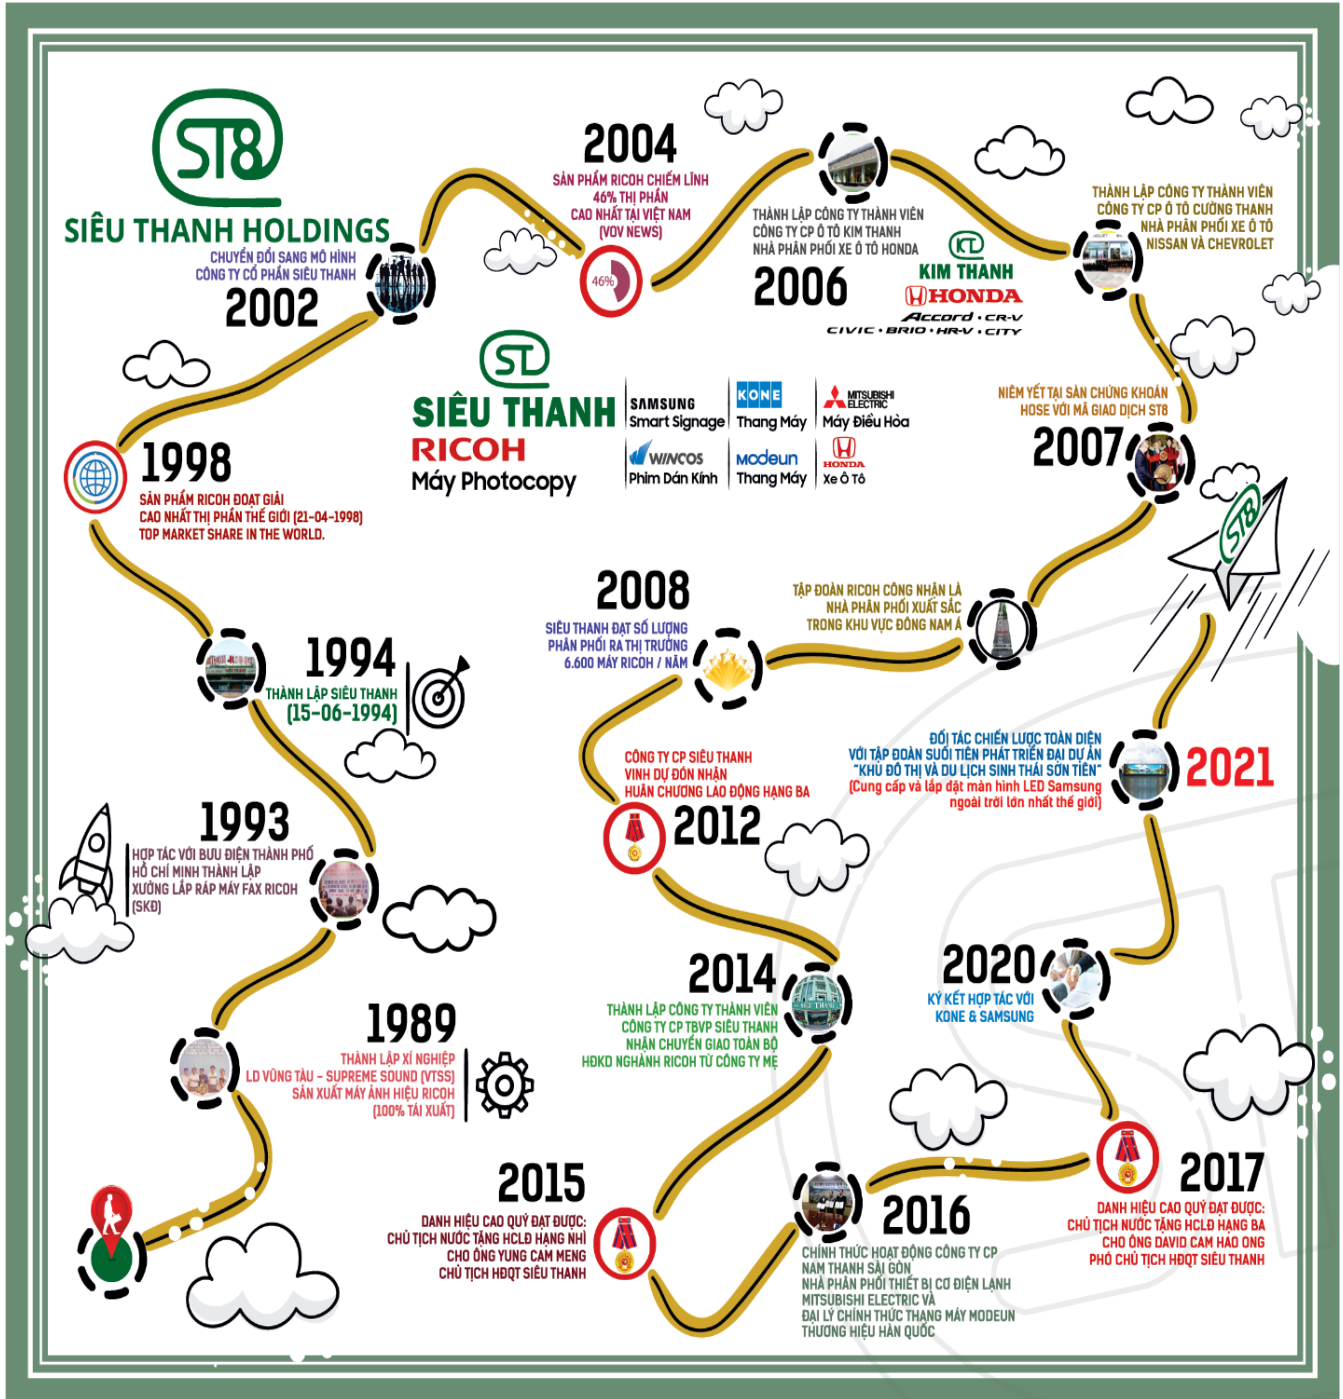 ST8
SIÊU THANH HOLDINGS
CHUYỂN ĐỔI SANG MÔ HÌNH
CÔNG TY CỔ PHẦN SIÊU THANH
2002
2004
SẢN PHẨM RICOH CHIẾM LĨNH
46% THỊ PHẦN
CAO NHẤT TẠI VIỆT NAM
(VOV NEWS)
46%
THÀNH LẬP CÔNG TY THÀNH VIÊN
CÔNG TY CP Ô TÔ KIM THANH
NHÀ PHÂN PHỐI XE Ô TÔ HONDA
2006
KT
KIM THANH
HONDA
Accord · CR-V
CIVIC · BRIO · HR-V · CITY
THÀNH LẬP CÔNG TY THÀNH VIÊN
CÔNG TY CP Ô TÔ CƯỜNG THANH
NHÀ PHÂN PHỐI XE Ô TÔ
NISSAN VÀ CHEVROLET
ST
SIÊU THANH
RICOH
Máy Photocopy
SAMSUNG
Smart Signage
KONE
Thang Máy
MITSUBISHI
ELECTRIC
Máy Điều Hòa
WINCOS
Phim Dán Kính
Modeun
Thang Máy
HONDA
Xe Ô Tô
NIÊM YẾT TẠI SÀN CHỨNG KHOÁN
HOSE VỚI MÃ GIAO DỊCH ST8
2007
ST8
1998
SẢN PHẨM RICOH ĐOẠT GIẢI
CAO NHẤT THỊ PHẦN THẾ GIỚI (21-04-1998)
TOP MARKET SHARE IN THE WORLD.
2008
SIÊU THANH ĐẠT SỐ LƯỢNG
PHÂN PHỐI RA THỊ TRƯỜNG
6.600 MÁY RICOH / NĂM
TẬP ĐOÀN RICOH CÔNG NHẬN LÀ
NHÀ PHÂN PHỐI XUẤT SẮC
TRONG KHU VỰC ĐÔNG NAM Á
1994
THÀNH LẬP SIÊU THANH
(15-06-1994)
CÔNG TY CP SIÊU THANH
VINH DỰ ĐÓN NHẬN
HUÂN CHƯƠNG LAO ĐỘNG HẠNG BA
2012
ĐỐI TÁC CHIẾN LƯỢC TOÀN DIỆN
VỚI TẬP ĐOÀN SUỐI TIÊN PHÁT TRIỂN ĐẠI DỰ ÁN
"KHU ĐÔ THỊ VÀ DU LỊCH SINH THÁI SƠN TIÊN"
(Cung cấp và lắp đặt màn hình LED Samsung
ngoài trời lớn nhất thế giới)
2021
1993
HỢP TÁC VỚI BƯU ĐIỆN THÀNH PHỐ
HỒ CHÍ MINH THÀNH LẬP
XƯỞNG LẮP RÁP MÁY FAX RICOH
(SKD)
2014
THÀNH LẬP CÔNG TY THÀNH VIÊN
CÔNG TY CP TBVP SIÊU THANH
NHẬN CHUYỂN GIAO TOÀN BỘ
HĐKD NGHÀNH RICOH TỪ CÔNG TY MẸ
2020
KÝ KẾT HỢP TÁC VỚI
KONE & SAMSUNG
1989
THÀNH LẬP XÍ NGHIỆP
LD VŨNG TÀU - SUPREME SOUND (VTSS)
SẢN XUẤT MÁY ẢNH HIỆU RICOH
(100% TÁI XUẤT)
2015
DANH HIỆU CAO QUÝ ĐẠT ĐƯỢC:
CHỦ TỊCH NƯỚC TẶNG HCLĐ HẠNG NHÌ
CHO ÔNG YUNG CAM MENG
CHỦ TỊCH HĐQT SIÊU THANH
2016
CHÍNH THỨC HOẠT ĐỘNG CÔNG TY CP
NAM THANH SÀI GÒN
NHÀ PHÂN PHỐI THIẾT BỊ CƠ ĐIỆN LẠNH
MITSUBISHI ELECTRIC VÀ
ĐẠI LÝ CHÍNH THỨC THANG MÁY MODEUN
THƯƠNG HIỆU HÀN QUỐC
2017
DANH HIỆU CAO QUÝ ĐẠT ĐƯỢC:
CHỦ TỊCH NƯỚC TẶNG HCLĐ HẠNG BA
CHO ÔNG DAVID CAM HẢO ONG
PHÓ CHỦ TỊCH HĐQT SIÊU THANH